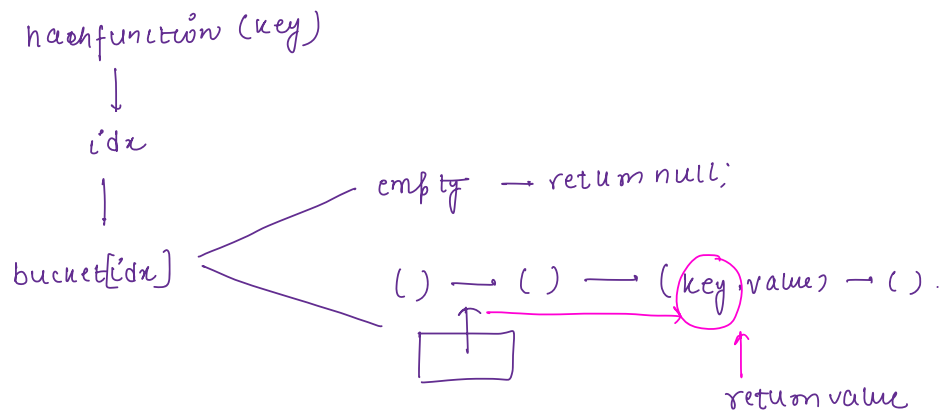 hashfunction (key)
idx
empty → return null;
bucket[idx]
() → () → (key, value) → ().
return value